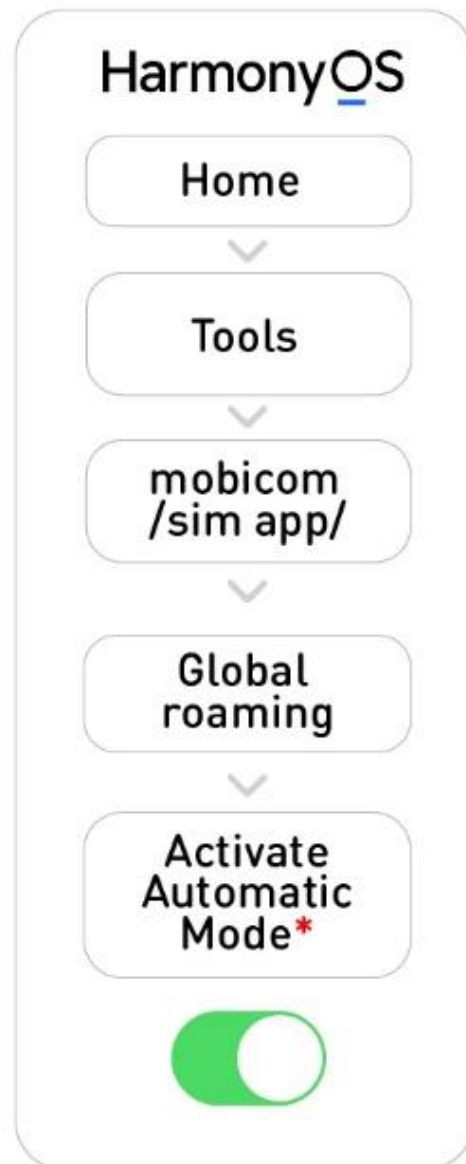 HarmonyOS
Home
Tools
mobicom
/sim app/
Global
roaming
Activate
Automatic
Mode*